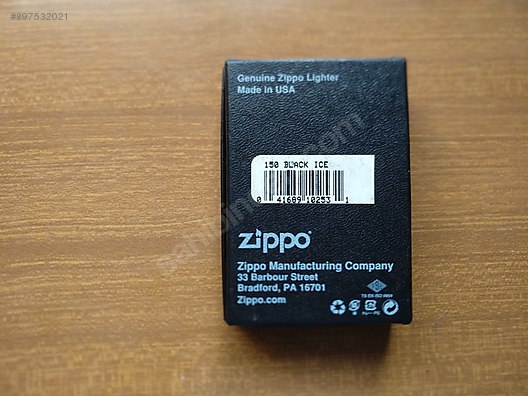 #897532021
Genuine Zippo Lighter
Made in USA
150 BLACK ICE
0 41689 10253 1
zippo®
Zippo Manufacturing Company
33 Barbour Street
Bradford, PA 16701
Zippo.com